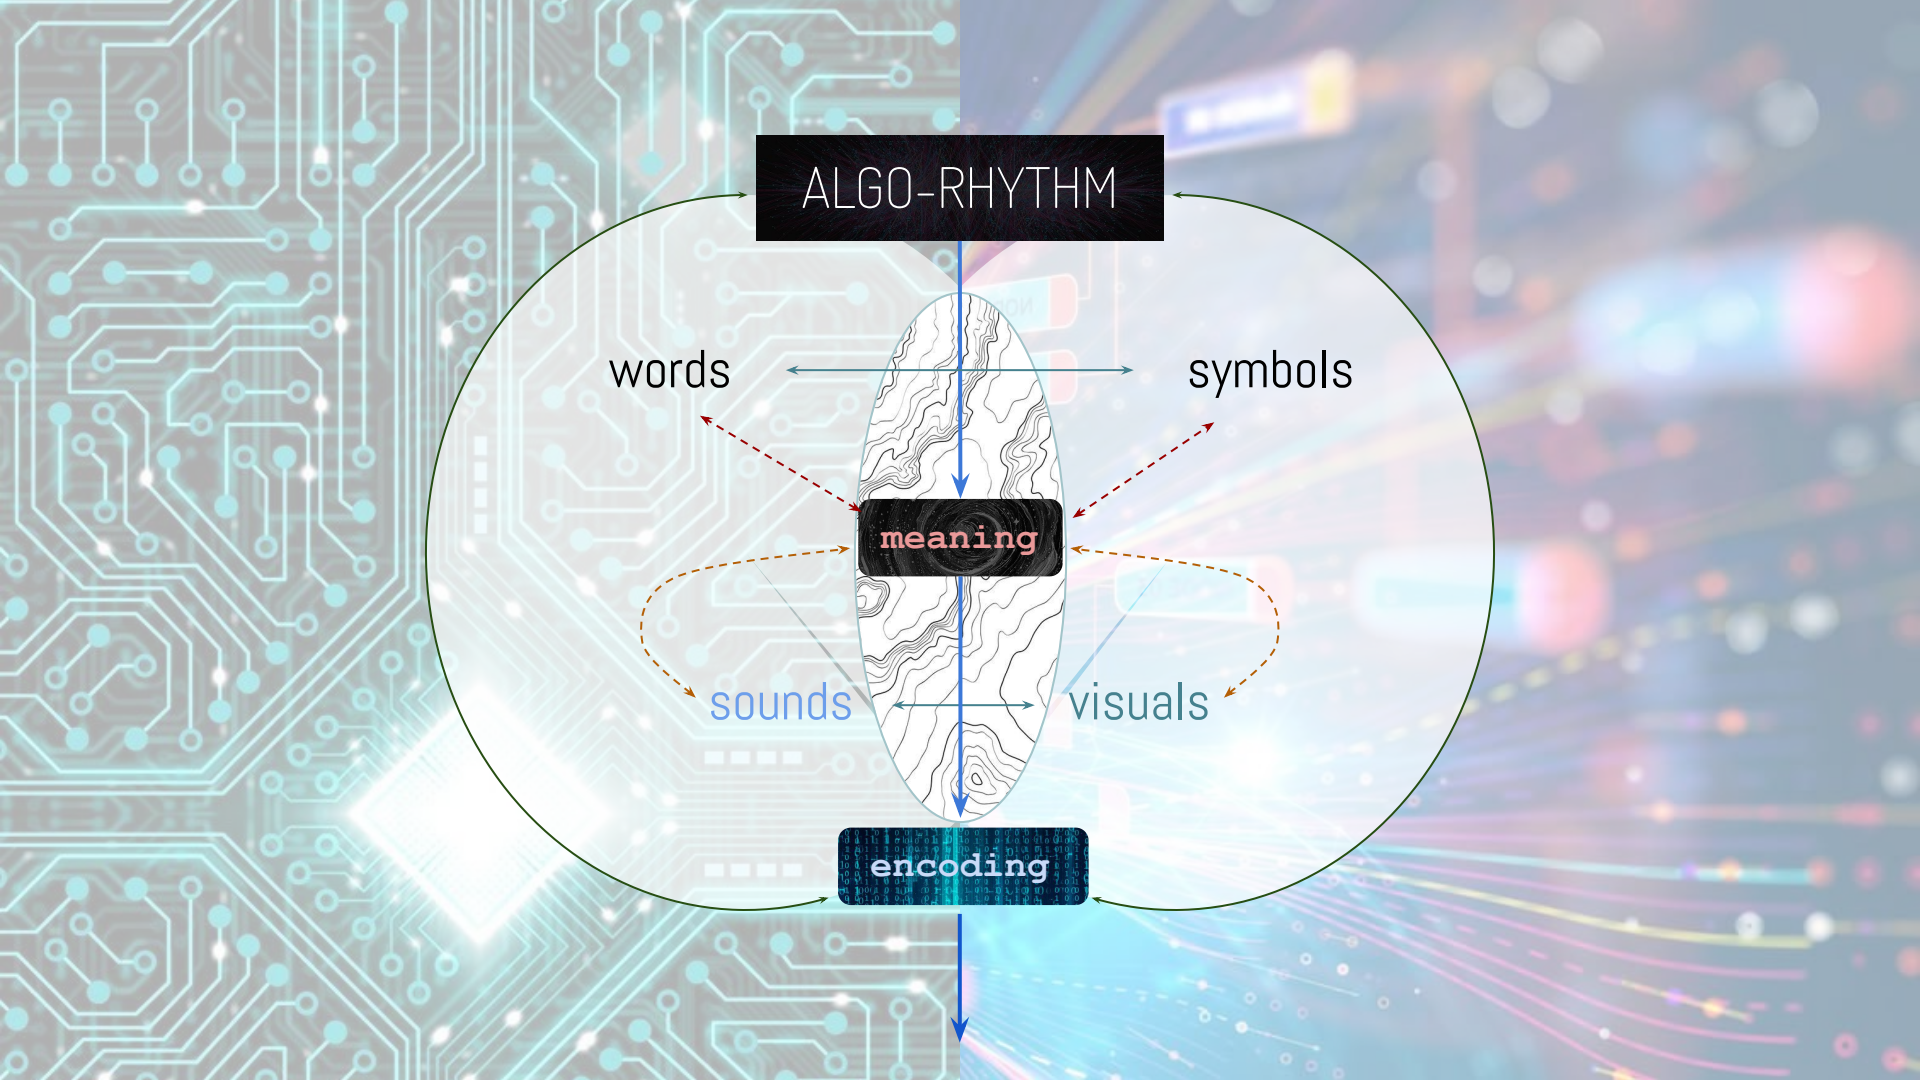 ALGO-RHYTHM
words
symbols
meaning
sounds
visuals
encoding